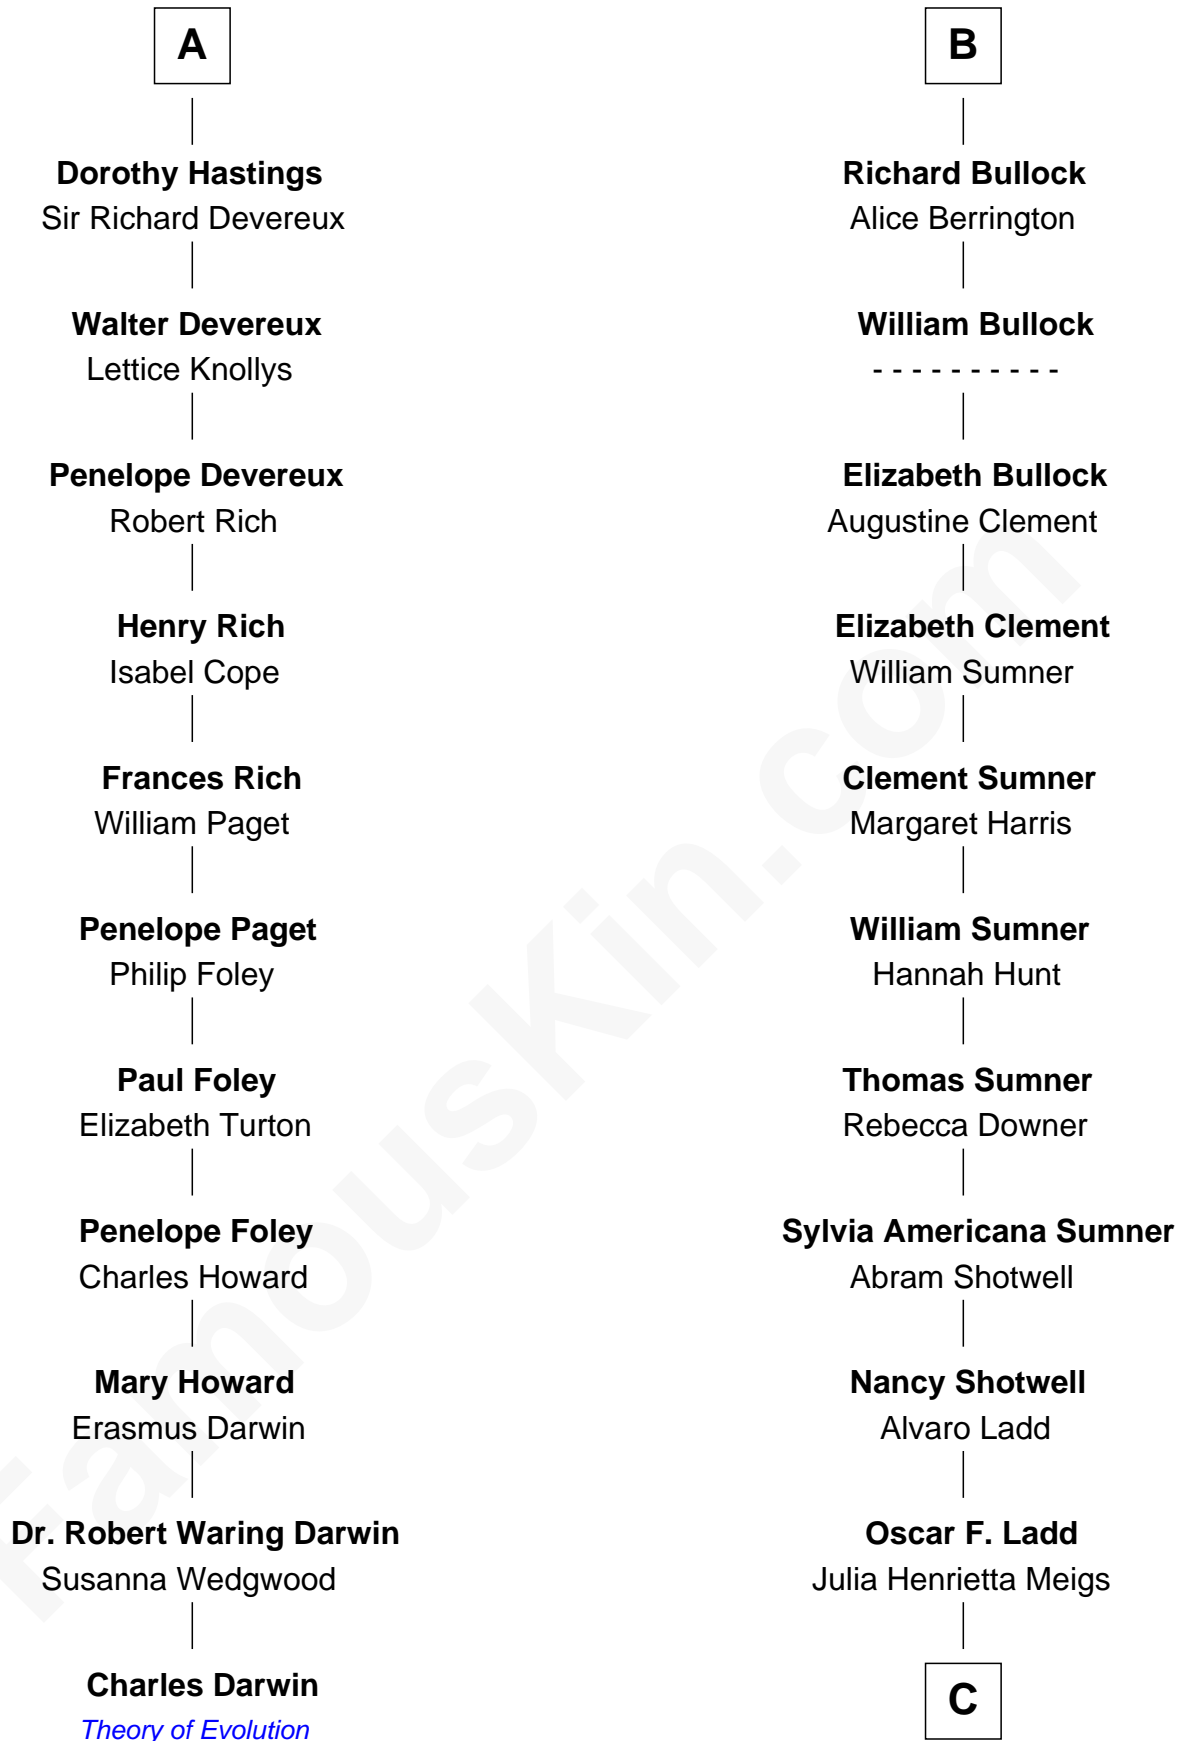 A
Dorothy Hastings
Sir Richard Devereux
Walter Devereux
Lettice Knollys
Penelope Devereux
Robert Rich
Henry Rich
Isabel Cope
Frances Rich
William Paget
Penelope Paget
Philip Foley
Paul Foley
Elizabeth Turton
Penelope Foley
Charles Howard
Mary Howard
Erasmus Darwin
Dr. Robert Waring Darwin
Susanna Wedgwood
Charles Darwin
Theory of Evolution
B
Richard Bullock
Alice Berrington
William Bullock
- - - - - - - - - -
Elizabeth Bullock
Augustine Clement
Elizabeth Clement
William Sumner
Clement Sumner
Margaret Harris
William Sumner
Hannah Hunt
Thomas Sumner
Rebecca Downer
Sylvia Americana Sumner
Abram Shotwell
Nancy Shotwell
Alvaro Ladd
Oscar F. Ladd
Julia Henrietta Meigs
C
FamousKin.com